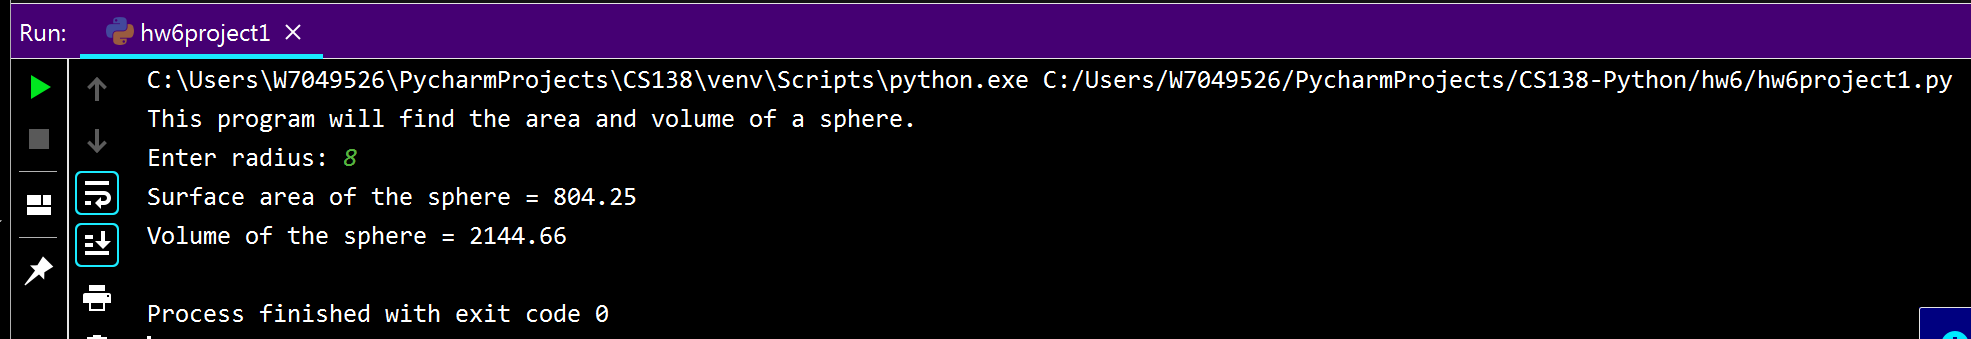 Run: hw6project1
C:\Users\W7049526\PycharmProjects\CS138\venv\Scripts\python.exe C:/Users/W7049526/PycharmProjects/CS138-Python/hw6/hw6project1.py
This program will find the area and volume of a sphere.
Enter radius: 8
Surface area of the sphere = 804.25
Volume of the sphere = 2144.66
Process finished with exit code 0